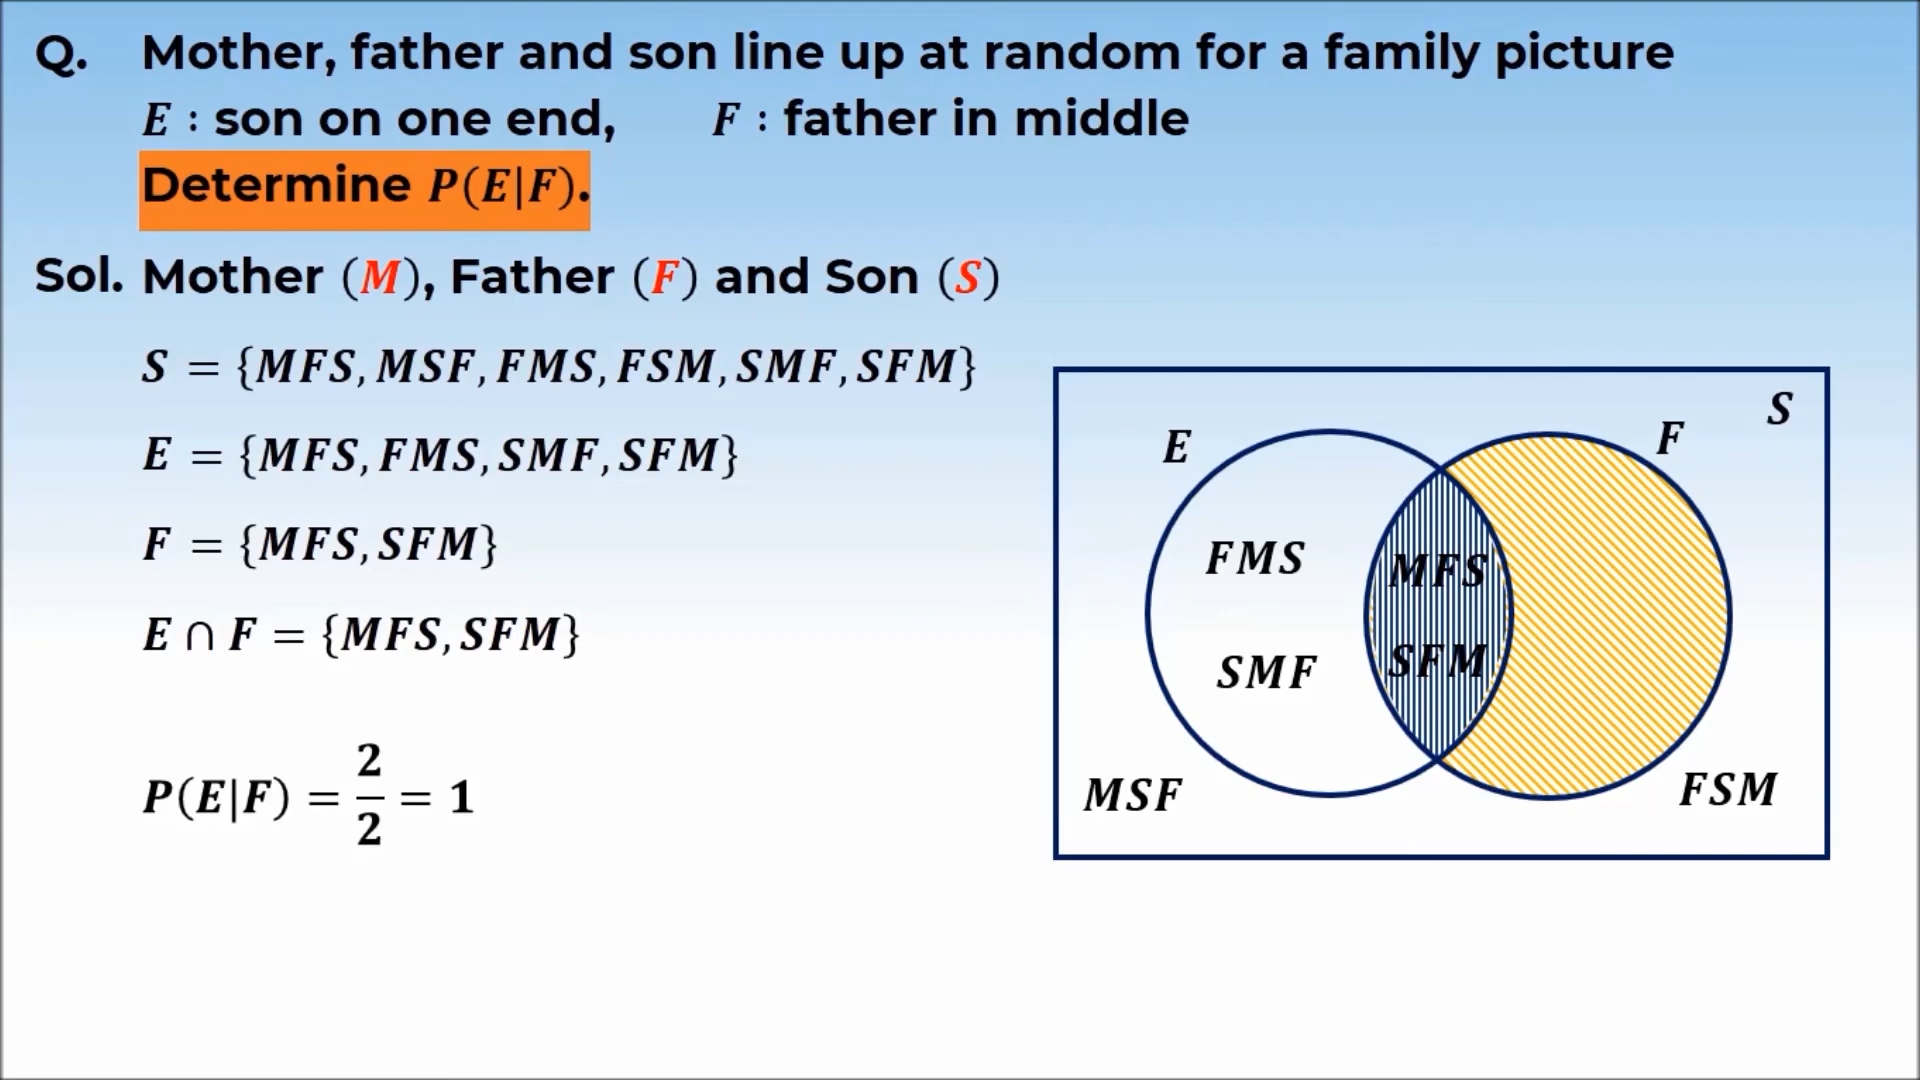 Q. Mother, father and son line up at random for a family picture
E : son on one end, F : father in middle
Determine P(E|F).
Sol. Mother (M), Father (F) and Son (S)
S = {MFS, MSF, FMS, FSM, SMF, SFM}
E = {MFS, FMS, SMF, SFM}
F = {MFS, SFM}
E ∩ F = {MFS, SFM}
P(E|F) = 2/2 = 1
S
E
F
FMS
MFS
SMF
SFM
MSF
FSM